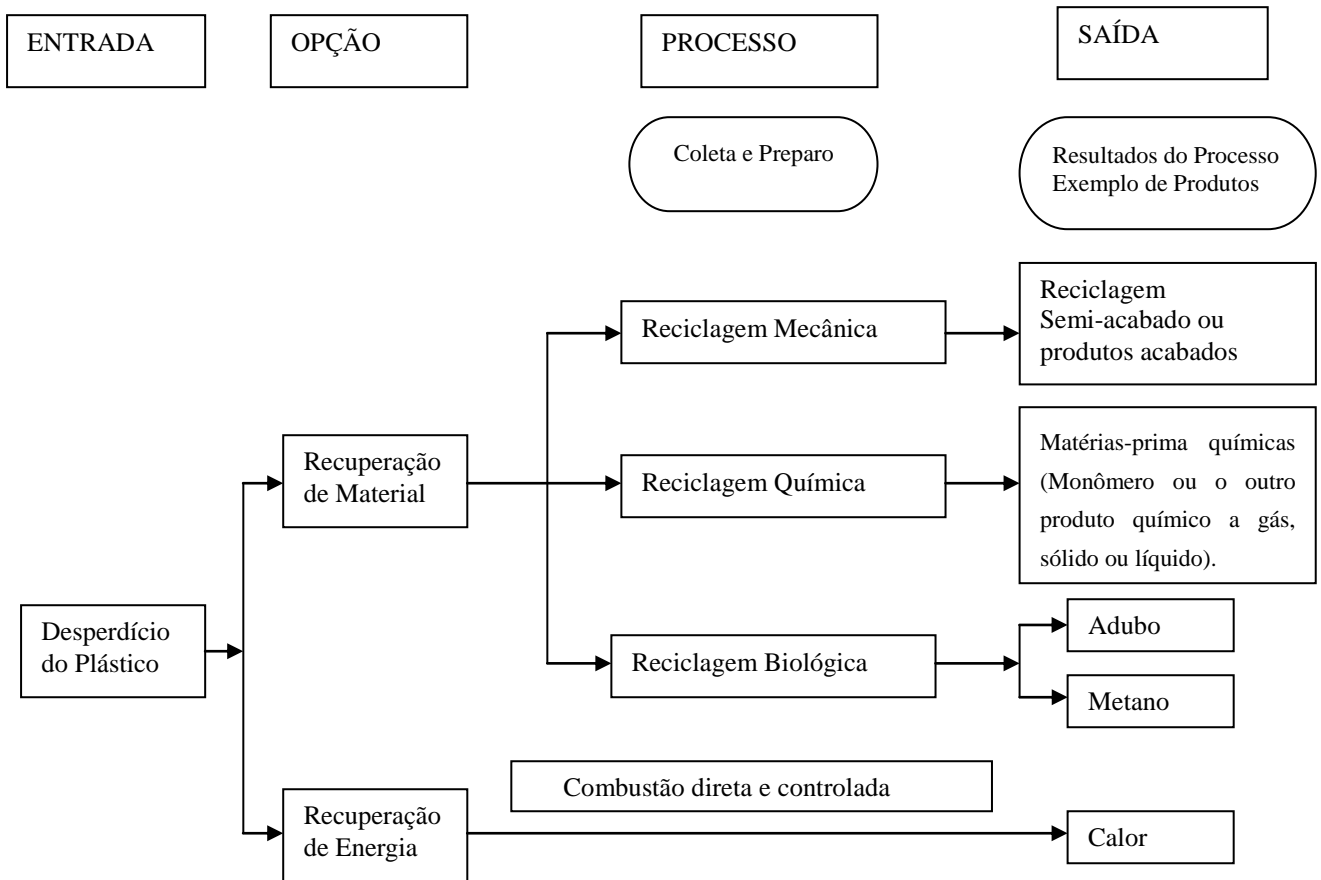 ENTRADA
OPÇÃO
PROCESSO
SAÍDA
Coleta e Preparo
Resultados do Processo
Exemplo de Produtos
Reciclagem Mecânica
Reciclagem
Semi-acabado ou
produtos acabados
Recuperação
de Material
Reciclagem Química
Matérias-prima químicas
(Monômero ou o outro
produto químico a gás,
sólido ou líquido).
Desperdício
do Plástico
Reciclagem Biológica
Adubo
Metano
Combustão direta e controlada
Recuperação
de Energia
Calor